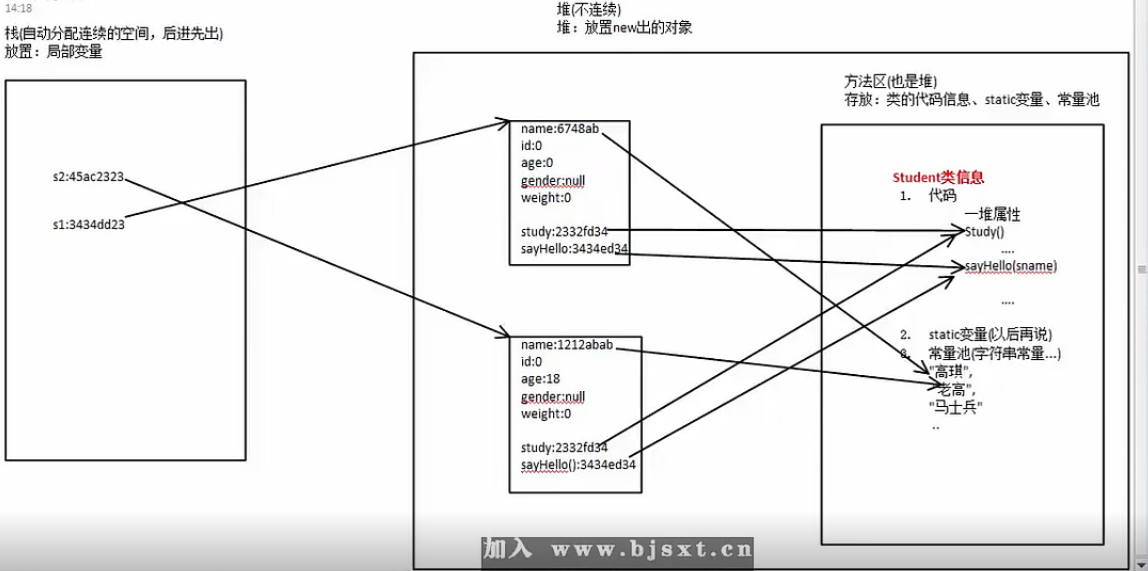 14:18
栈(自动分配连续的空间，后进先出)
放置：局部变量
s2:45ac2323
s1:3434dd23
堆(不连续)
堆：放置new出的对象
name:6748ab
id:0
age:0
gender:null
weight:0
study:2332fd34
sayHello:3434ed34
name:1212abab
id:0
age:18
gender:null
weight:0
study:2332fd34
sayHello():3434ed34
方法区(也是堆)
存放：类的代码信息、static变量、常量池
Student类信息
1. 代码
一堆属性
Study()
....
sayHello(sname)
....
2. static变量(以后再说)
3. 常量池(字符串常量...)
"高琪",
"老高",
"马士兵"
..
加入 www.bjsxt.cn